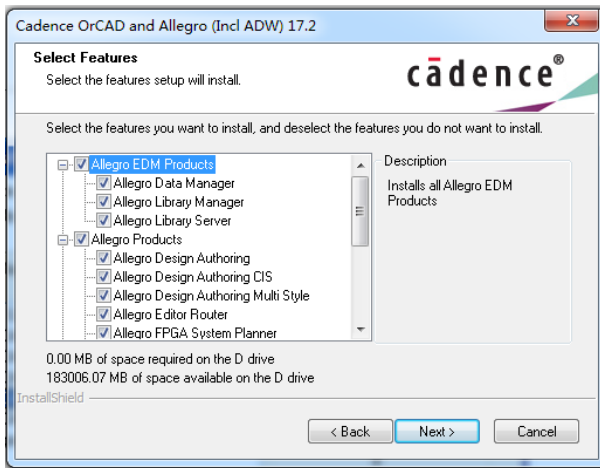 Cadence OrCAD and Allegro (Incl ADW) 17.2
Select Features
Select the features setup will install.
cādence®
Select the features you want to install, and deselect the features you do not want to install.
Allegro EDM Products
Allegro Data Manager
Allegro Library Manager
Allegro Library Server
Allegro Products
Allegro Design Authoring
Allegro Design Authoring CIS
Allegro Design Authoring Multi Style
Allegro Editor Router
Allegro FPGA System Planner
Description
Installs all Allegro EDM
Products
0.00 MB of space required on the D drive
183006.07 MB of space available on the D drive
InstallShield
< Back
Next >
Cancel